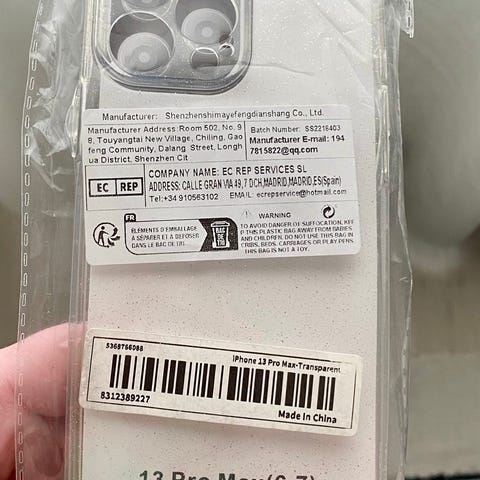 Manufacturer: Shenzhenshimayefengdianshang Co., Ltd.
Manufacturer Address:Room 502, No. 9
8, Touyangtai New Village, Chiling, Gao
feng Community, Dalang Street, Longh
ua District, Shenzhen Cit
Batch Number: SS2218403
Manufacturer E-mail: 194
7815822@qq.com
EC REP
COMPANY NAME: EC REP SERVICES SL
ADDRESS: CALLE GRAN VIA 49,7 DCH,MADRID,MADRID,ES(Spain)
Tel:+34 910563102 EMAIL: ecrepservice@hotmail.com
FR
ÉLÉMENTS D'EMBALLAGE
À SÉPARER ET À DÉPOSER
DANS LE BAC DE TRI
BAC
DE
TRI
WARNING
TO AVOID DANGER OF SUFFOCATION, KEE
P THIS PLASTIC BAG AWAY FROM BABIES
AND CHILDREN. DO NOT USE THIS BAG IN
CRIBS, BEDS, CARRIAGES OR PLAY PENS.
THIS BAG IS NOT A TOY.
5368766088
iPhone 13 Pro Max-Transparent
8312389227
Made in China
13 Pro Max(6.7)